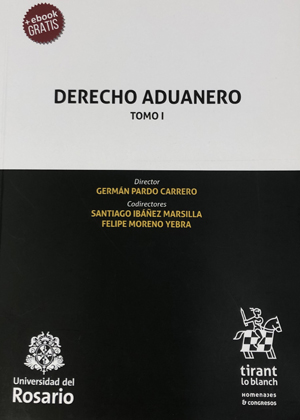 +ebook
GRATIS
DERECHO ADUANERO
TOMO I
Director
GERMÁN PARDO CARRERO
Codirectores
SANTIAGO IBÁÑEZ MARSILLA
FELIPE MORENO YEBRA
Universidad del
Rosario
tirant
lo blanch
HOMENAJES
& CONGRESOS